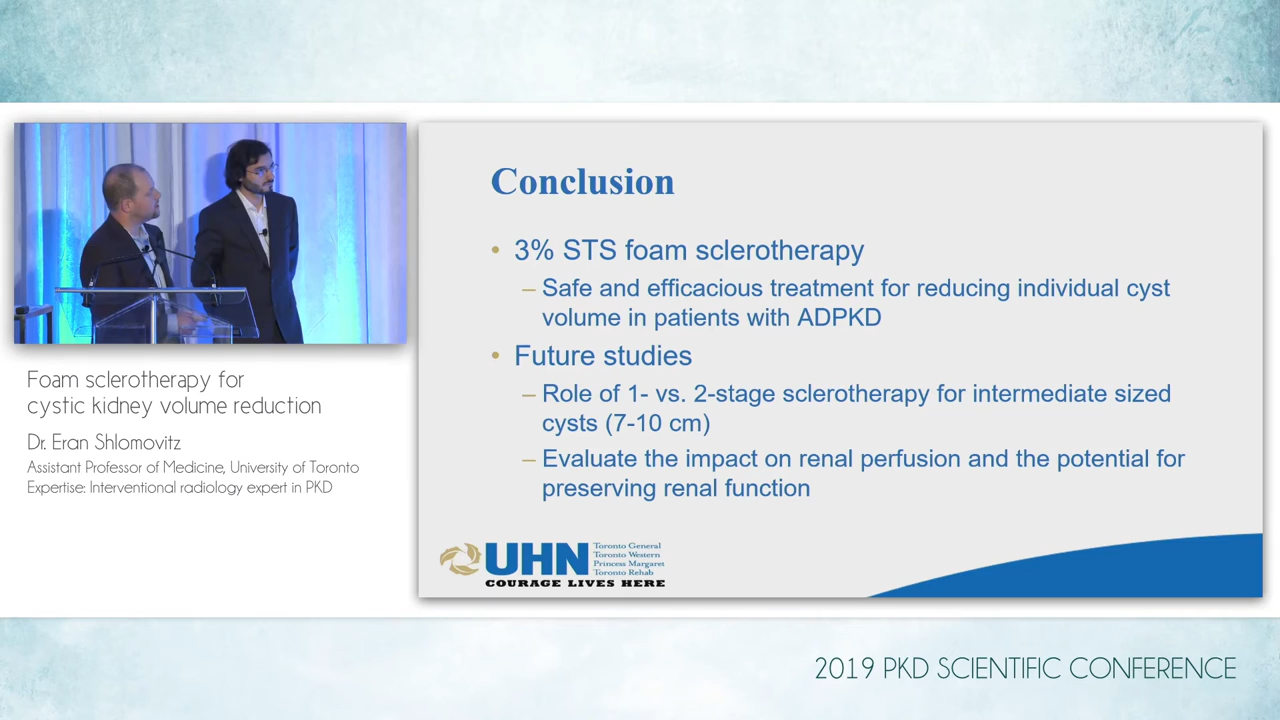 Conclusion
• 3% STS foam sclerotherapy
– Safe and efficacious treatment for reducing individual cyst
volume in patients with ADPKD
• Future studies
– Role of 1- vs. 2-stage sclerotherapy for intermediate sized
cysts (7-10 cm)
– Evaluate the impact on renal perfusion and the potential for
preserving renal function
UHN
Toronto General
Toronto Western
Princess Margaret
Toronto Rehab
COURAGE LIVES HERE
Foam sclerotherapy for
cystic kidney volume reduction
Dr. Eran Shlomovitz
Assistant Professor of Medicine, University of Toronto
Expertise: Interventional radiology expert in PKD
2019 PKD SCIENTIFIC CONFERENCE